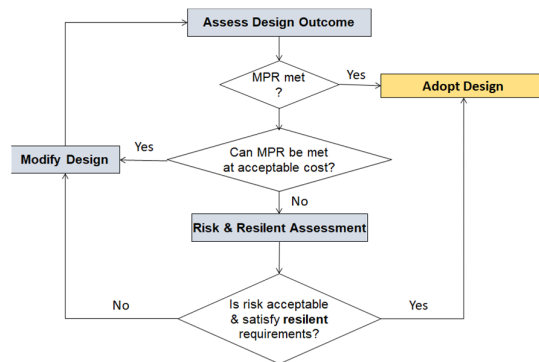 Assess Design Outcome
MPR met
?
Yes
Adopt Design
Can MPR be met
at acceptable cost?
Yes
Modify Design
No
Risk & Resilent Assessment
Is risk acceptable
& satisfy resilent
requirements?
No
Yes